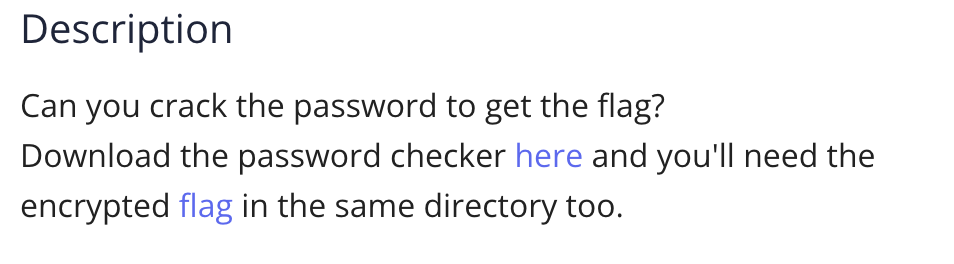 Description
Can you crack the password to get the flag?
Download the password checker here and you'll need the
encrypted flag in the same directory too.